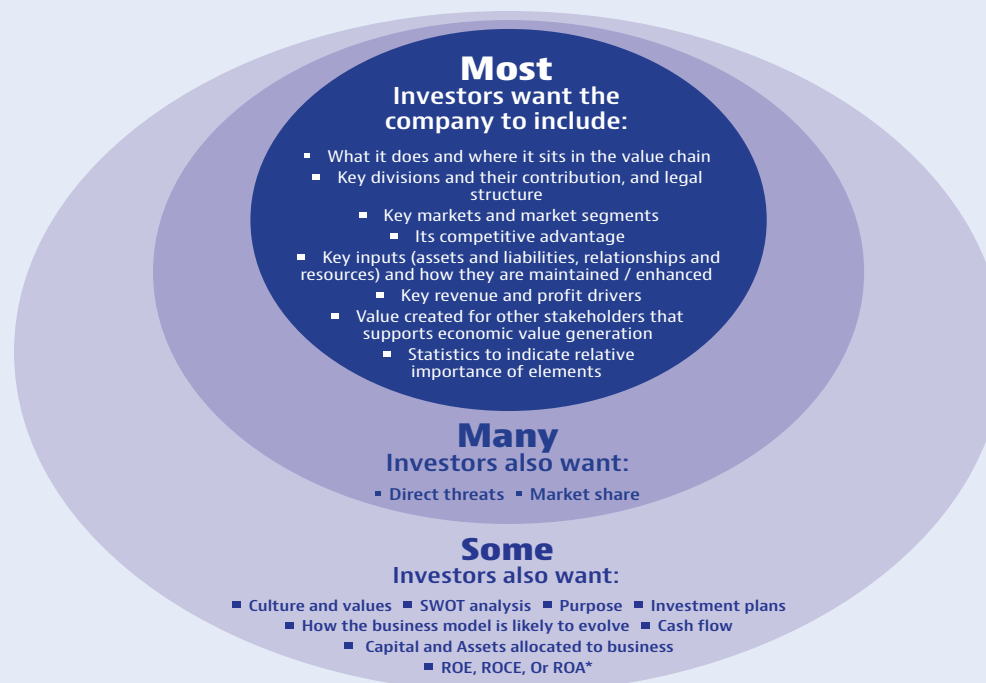 Most
Investors want the
company to include:
▪ What it does and where it sits in the value chain
▪ Key divisions and their contribution, and legal
structure
▪ Key markets and market segments
▪ Its competitive advantage
▪ Key inputs (assets and liabilities, relationships and
resources) and how they are maintained / enhanced
▪ Key revenue and profit drivers
▪ Value created for other stakeholders that
supports economic value generation
▪ Statistics to indicate relative
importance of elements
Many
Investors also want:
▪ Direct threats ▪ Market share
Some
Investors also want:
▪ Culture and values ▪ SWOT analysis ▪ Purpose ▪ Investment plans
▪ How the business model is likely to evolve ▪ Cash flow
▪ Capital and Assets allocated to business
▪ ROE, ROCE, Or ROA*